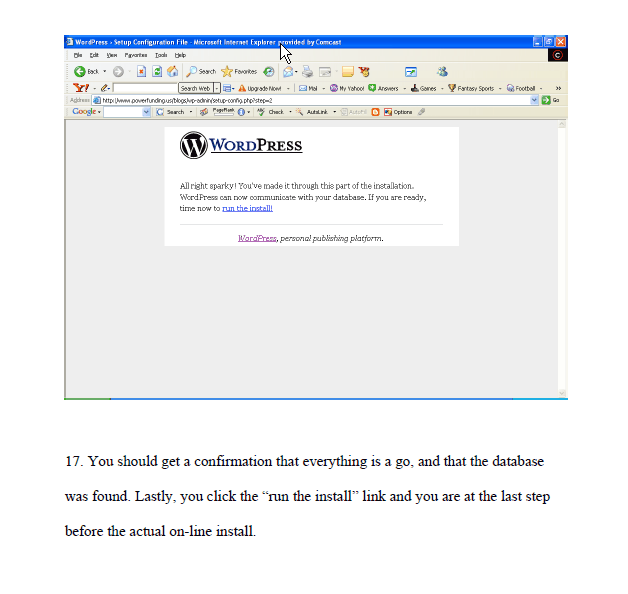 WordPress › Setup Configuration File - Microsoft Internet Explorer provided by Comcast
File Edit View Favorites Tools Help
Back Search Favorites
Y! Search Web Upgrade Now! Mail My Yahoo! Answers Games Fantasy Sports Football »
Address http://www.powerfunding.us/blogs/wp-admin/setup-config.php?step=2 Go
Google Search PageRank Check AutoLink AutoFill Options
WORDPRESS
All right sparky! You've made it through this part of the installation.
WordPress can now communicate with your database. If you are ready,
time now to run the install!
WordPress, personal publishing platform.
17. You should get a confirmation that everything is a go, and that the database
was found. Lastly, you click the “run the install” link and you are at the last step
before the actual on-line install.